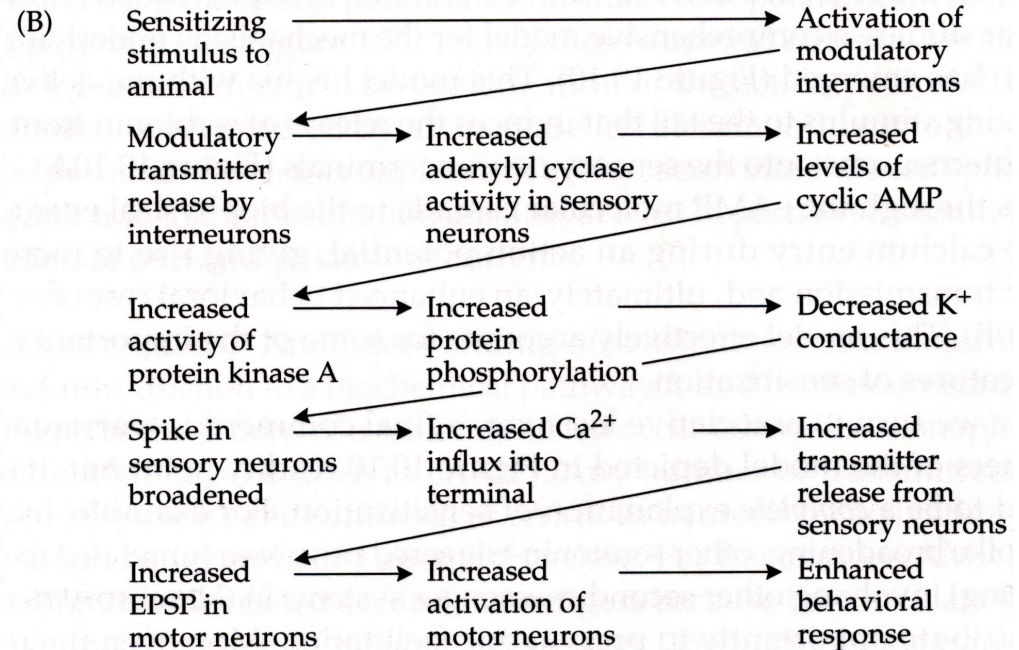 (B)
Sensitizing
stimulus to
animal
Activation of
modulatory
interneurons
Modulatory
transmitter
release by
interneurons
Increased
adenylyl cyclase
activity in sensory
neurons
Increased
levels of
cyclic AMP
Increased
activity of
protein kinase A
Increased
protein
phosphorylation
Decreased K⁺
conductance
Spike in
sensory neurons
broadened
Increased Ca²⁺
influx into
terminal
Increased
transmitter
release from
sensory neurons
Increased
EPSP in
motor neurons
Increased
activation of
motor neurons
Enhanced
behavioral
response